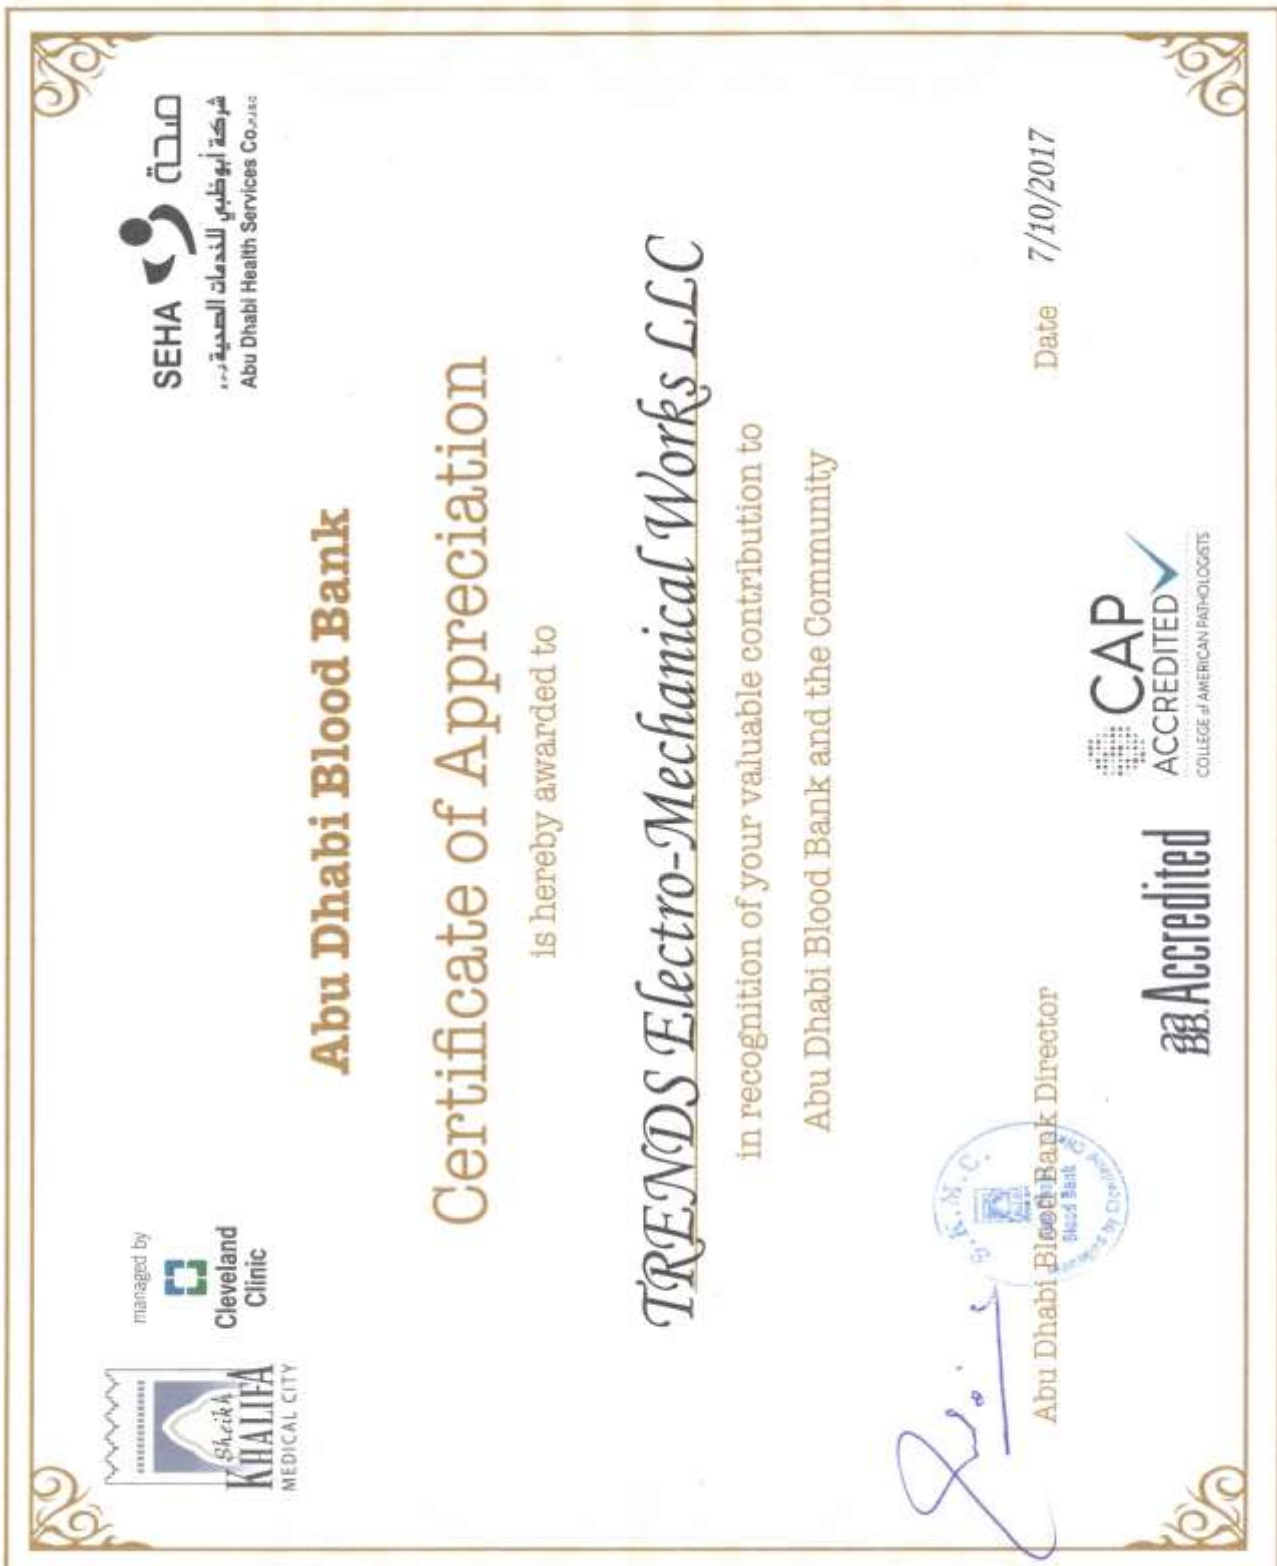 Sheikh
KHALIFA
MEDICAL CITY
managed by
Cleveland
Clinic
SEHA صحة
شركة أبوظبي للخدمات الصحية
Abu Dhabi Health Services Co.P.J.S.C
Abu Dhabi Blood Bank
Certificate of Appreciation
is hereby awarded to
TRENDS Electro-Mechanical Works LLC
in recognition of your valuable contribution to
Abu Dhabi Blood Bank and the Community
S.K.M.C.
Blood Bank
Abu Dhabi Blood Bank Director
Date 7/10/2017
aaBB Accredited
CAP
ACCREDITED
COLLEGE of AMERICAN PATHOLOGISTS